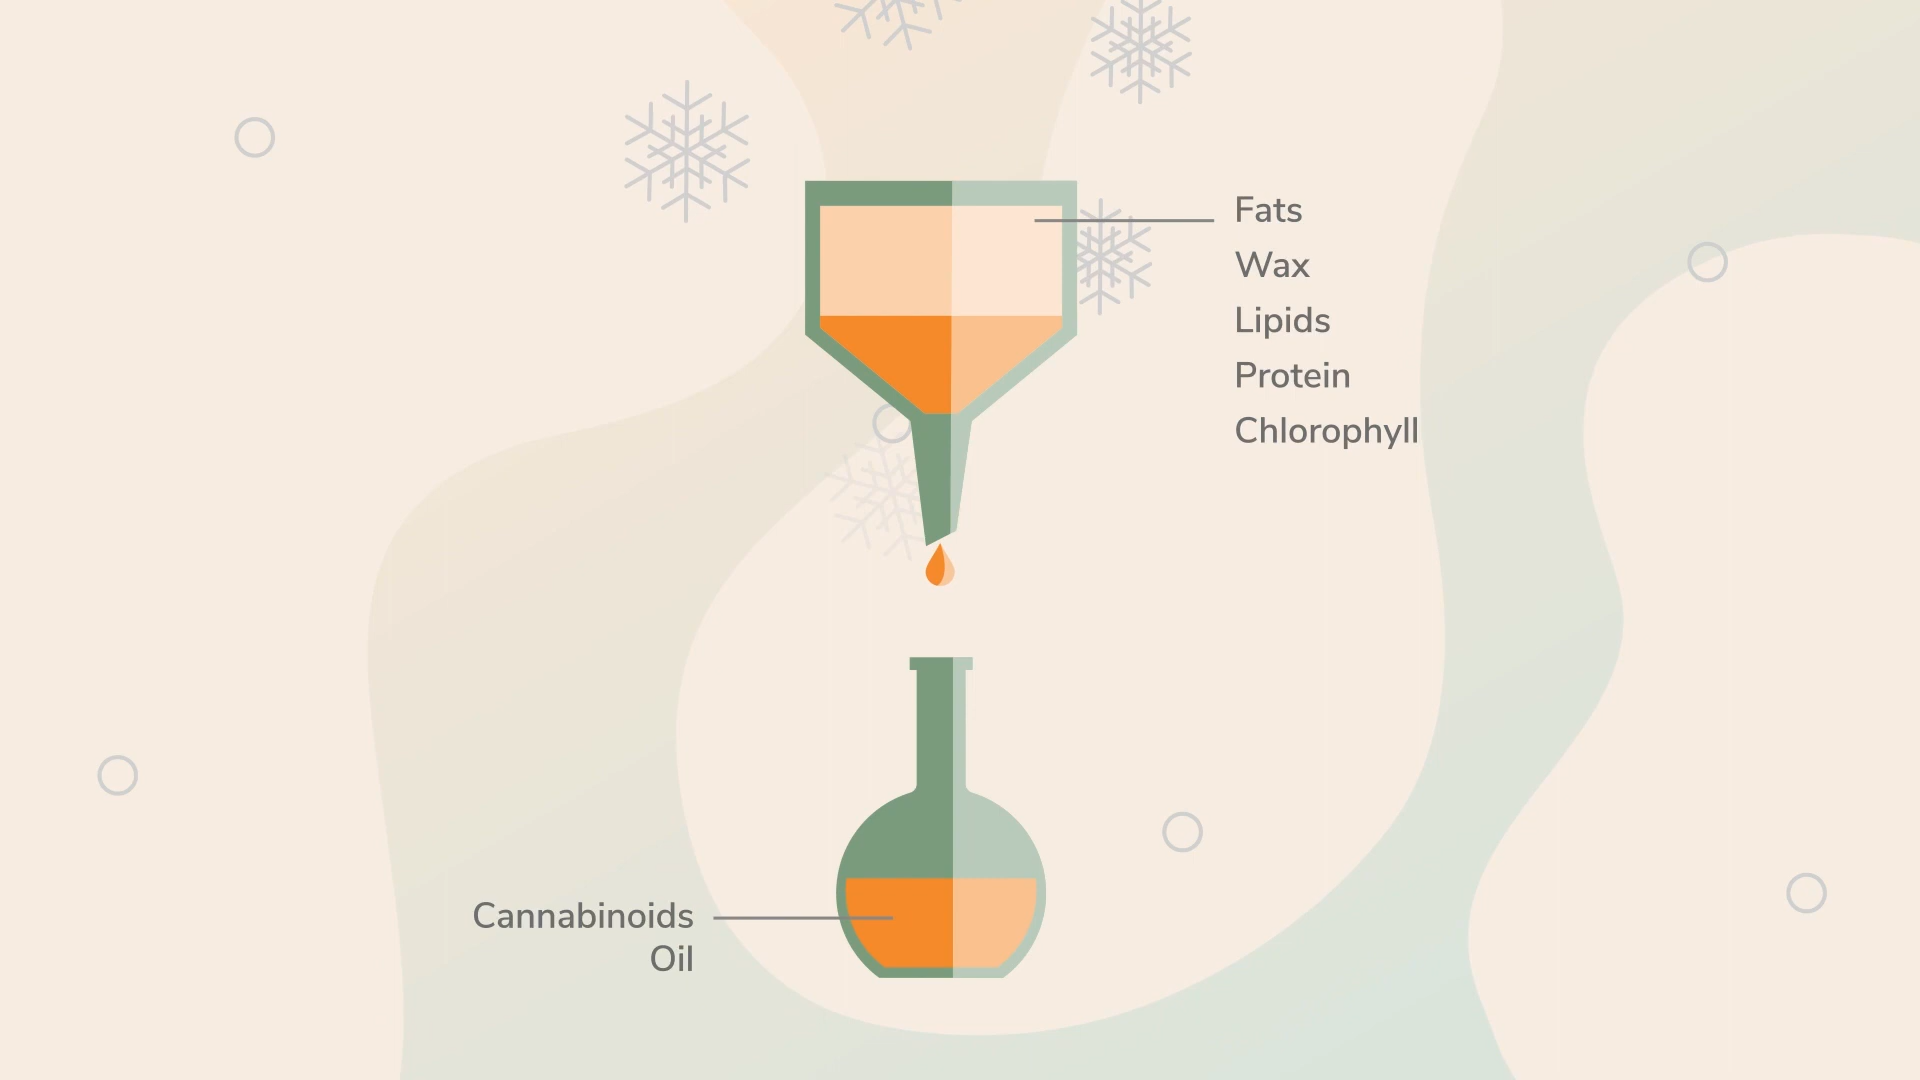 Fats
Wax
Lipids
Protein
Chlorophyll
Cannabinoids
Oil